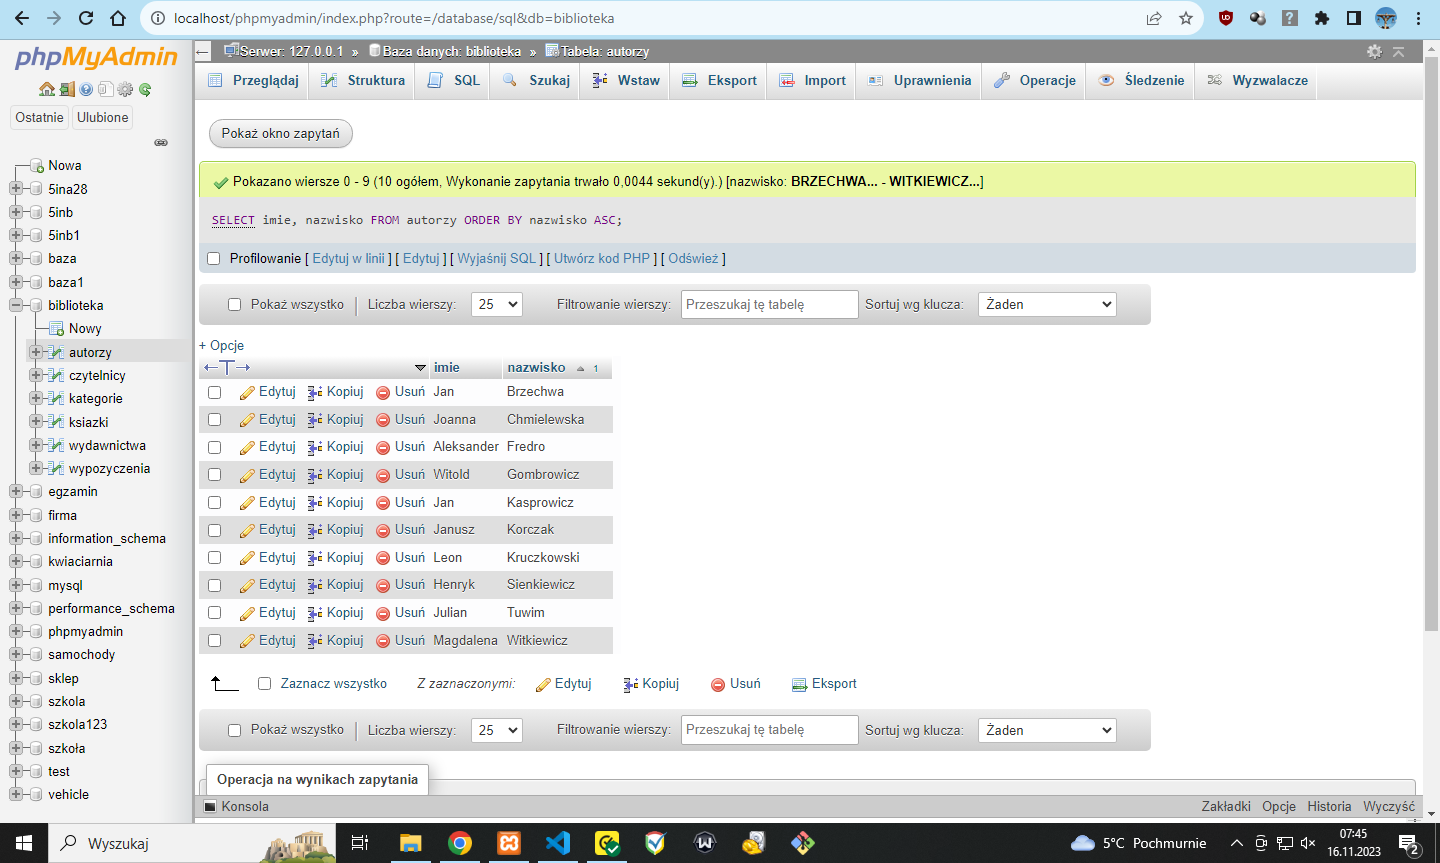 localhost/phpmyadmin/index.php?route=/database/sql&db=biblioteka
phpMyAdmin
Ostatnie Ulubione
Nowa
5ina28
5inb
5inb1
baza
baza1
biblioteka
Nowy
autorzy
czytelnicy
kategorie
ksiazki
wydawnictwa
wypozyczenia
egzamin
firma
information_schema
kwiaciarnia
mysql
performance_schema
phpmyadmin
samochody
sklep
szkola
szkola123
szkoła
test
vehicle
Serwer: 127.0.0.1 » Baza danych: biblioteka » Tabela: autorzy
Przeglądaj Struktura SQL Szukaj Wstaw Eksport Import Uprawnienia Operacje Śledzenie Wyzwalacze
Pokaż okno zapytań
Pokazano wiersze 0 - 9 (10 ogółem, Wykonanie zapytania trwało 0,0044 sekund(y).) [nazwisko: BRZECHWA... - WITKIEWICZ...]
SELECT imie, nazwisko FROM autorzy ORDER BY nazwisko ASC;
Profilowanie [ Edytuj w linii ] [ Edytuj ] [ Wyjaśnij SQL ] [ Utwórz kod PHP ] [ Odśwież ]
Pokaż wszystko | Liczba wierszy: 25 Filtrowanie wierszy: Przeszukaj tę tabelę Sortuj wg klucza: Żaden
+ Opcje
imie nazwisko 1
Edytuj Kopiuj Usuń Jan Brzechwa
Edytuj Kopiuj Usuń Joanna Chmielewska
Edytuj Kopiuj Usuń Aleksander Fredro
Edytuj Kopiuj Usuń Witold Gombrowicz
Edytuj Kopiuj Usuń Jan Kasprowicz
Edytuj Kopiuj Usuń Janusz Korczak
Edytuj Kopiuj Usuń Leon Kruczkowski
Edytuj Kopiuj Usuń Henryk Sienkiewicz
Edytuj Kopiuj Usuń Julian Tuwim
Edytuj Kopiuj Usuń Magdalena Witkiewicz
Zaznacz wszystko Z zaznaczonymi: Edytuj Kopiuj Usuń Eksport
Pokaż wszystko | Liczba wierszy: 25 Filtrowanie wierszy: Przeszukaj tę tabelę Sortuj wg klucza: Żaden
Operacja na wynikach zapytania
Konsola Zakładki Opcje Historia Wyczyść
Wyszukaj
5°C Pochmurnie
07:45
16.11.2023
2